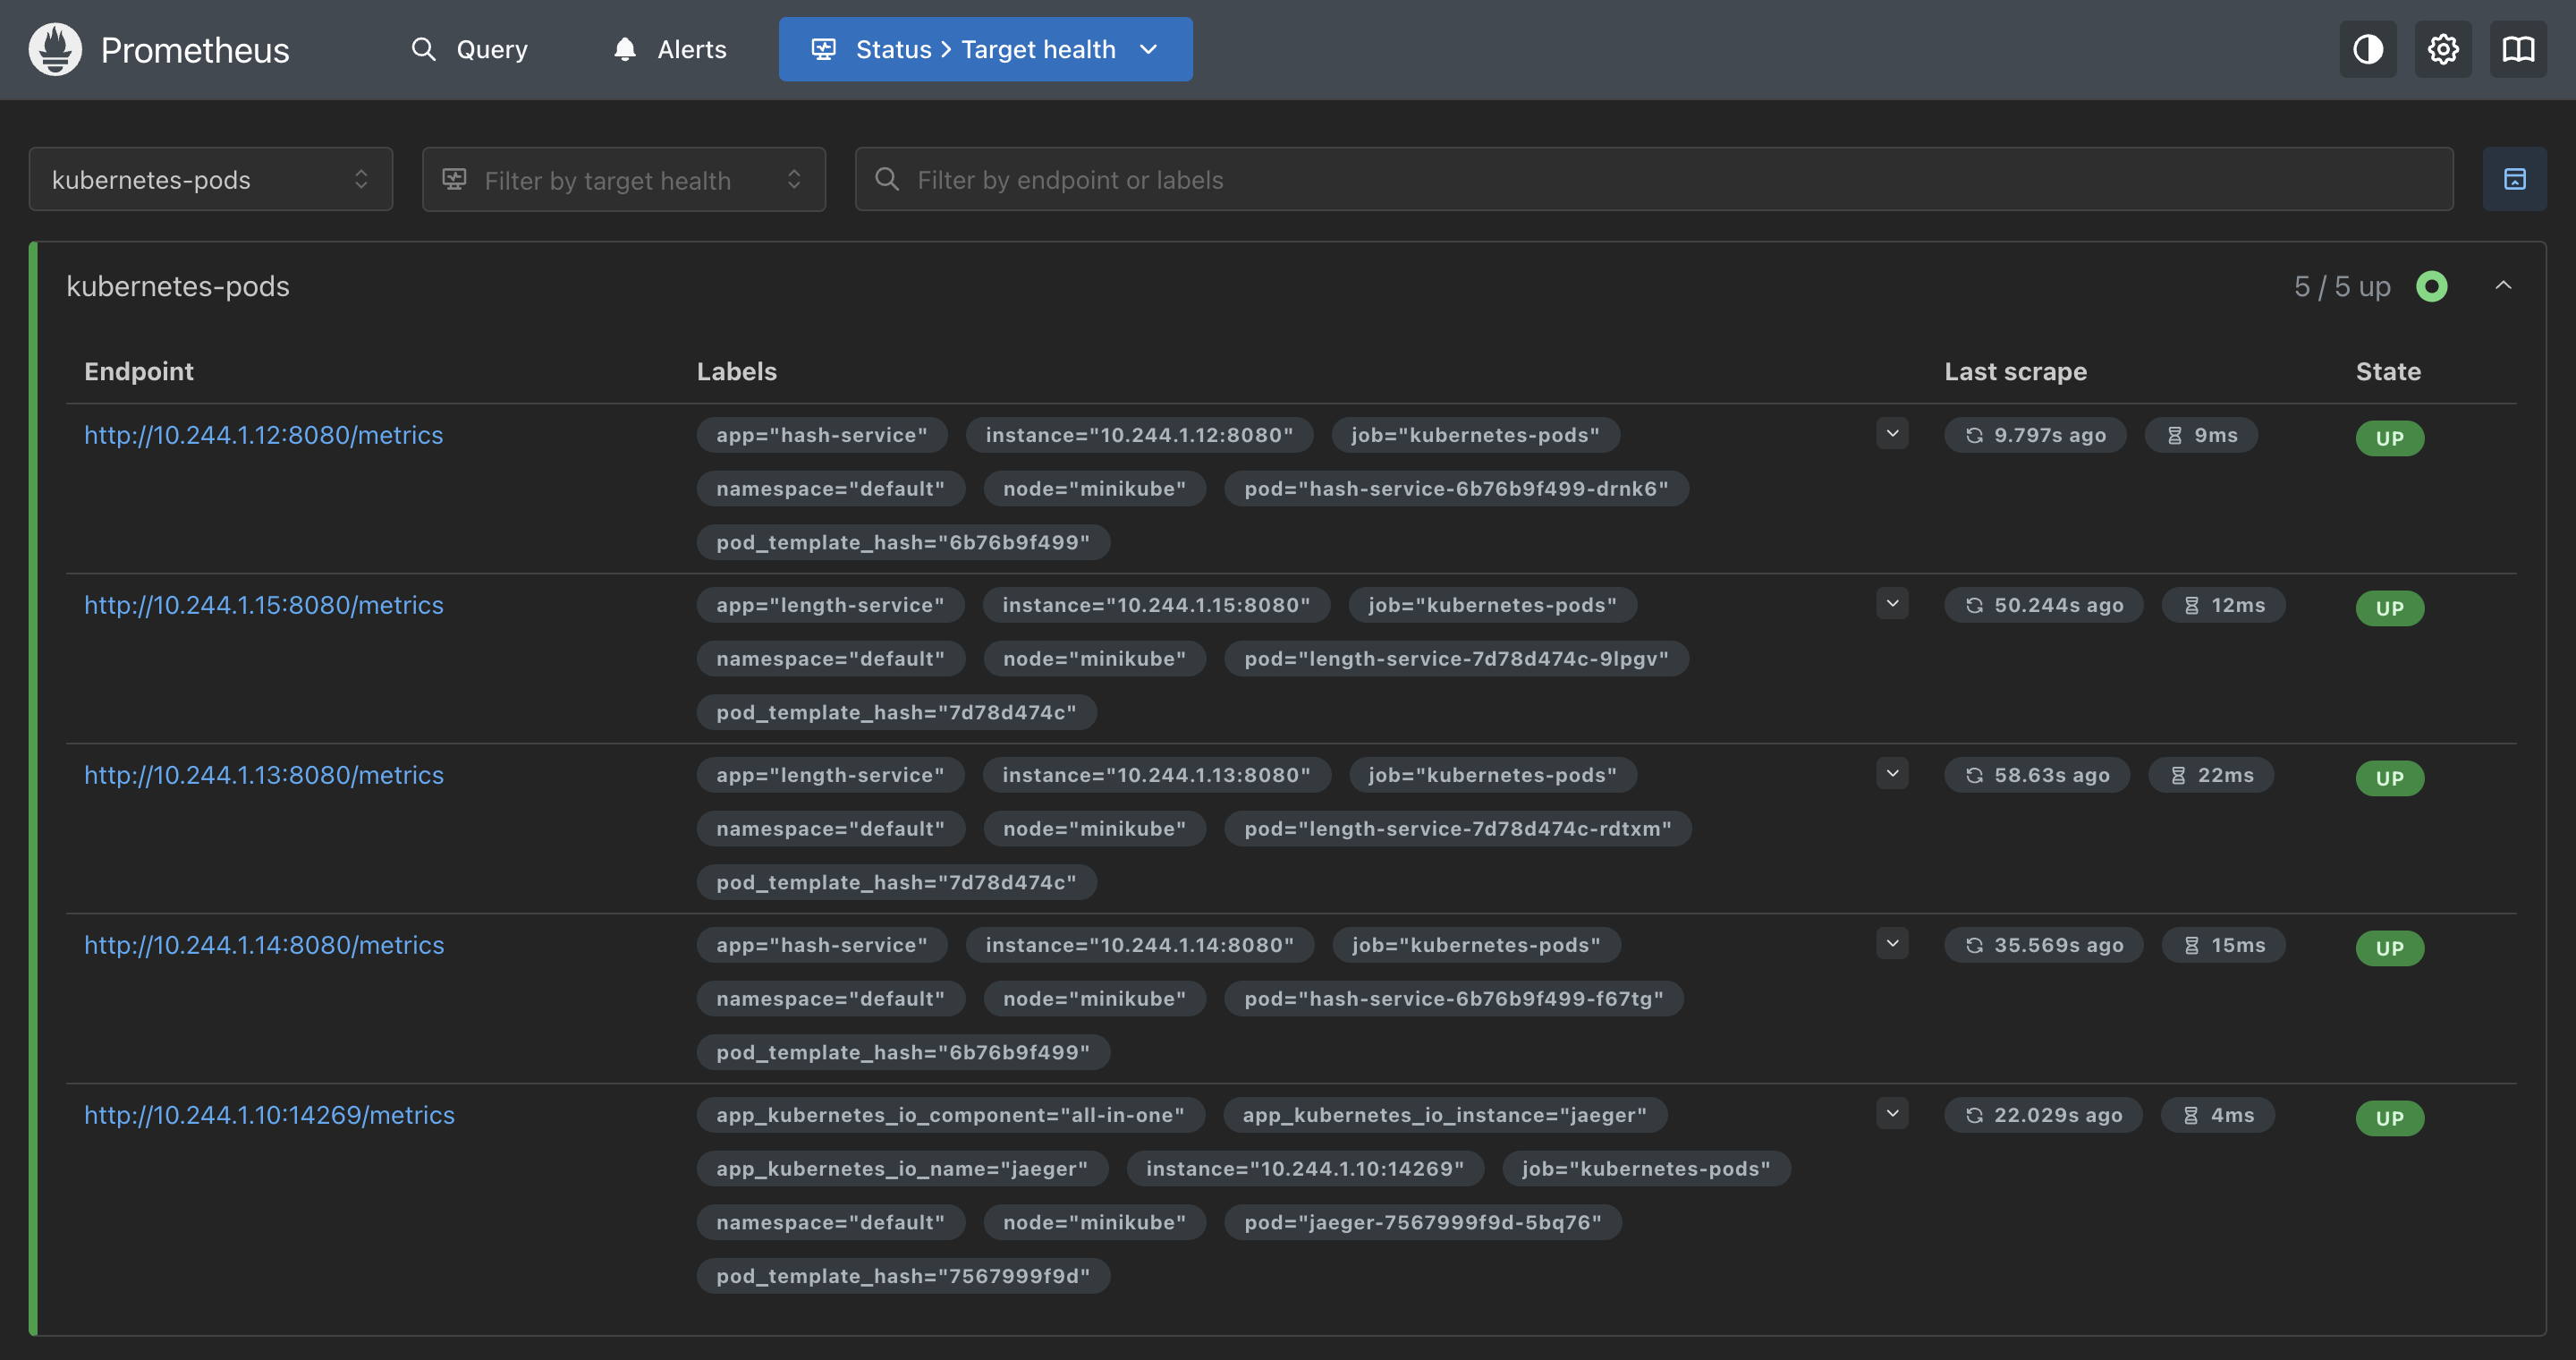 Prometheus Query Alerts Status > Target health
kubernetes-pods Filter by target health Filter by endpoint or labels
kubernetes-pods 5 / 5 up
Endpoint Labels Last scrape State
http://10.244.1.12:8080/metrics app="hash-service" instance="10.244.1.12:8080" job="kubernetes-pods" 9.797s ago 9ms UP
namespace="default" node="minikube" pod="hash-service-6b76b9f499-drnk6"
pod_template_hash="6b76b9f499"
http://10.244.1.15:8080/metrics app="length-service" instance="10.244.1.15:8080" job="kubernetes-pods" 50.244s ago 12ms UP
namespace="default" node="minikube" pod="length-service-7d78d474c-9lpgv"
pod_template_hash="7d78d474c"
http://10.244.1.13:8080/metrics app="length-service" instance="10.244.1.13:8080" job="kubernetes-pods" 58.63s ago 22ms UP
namespace="default" node="minikube" pod="length-service-7d78d474c-rdtxm"
pod_template_hash="7d78d474c"
http://10.244.1.14:8080/metrics app="hash-service" instance="10.244.1.14:8080" job="kubernetes-pods" 35.569s ago 15ms UP
namespace="default" node="minikube" pod="hash-service-6b76b9f499-f67tg"
pod_template_hash="6b76b9f499"
http://10.244.1.10:14269/metrics app_kubernetes_io_component="all-in-one" app_kubernetes_io_instance="jaeger" 22.029s ago 4ms UP
app_kubernetes_io_name="jaeger" instance="10.244.1.10:14269" job="kubernetes-pods"
namespace="default" node="minikube" pod="jaeger-7567999f9d-5bq76"
pod_template_hash="7567999f9d"